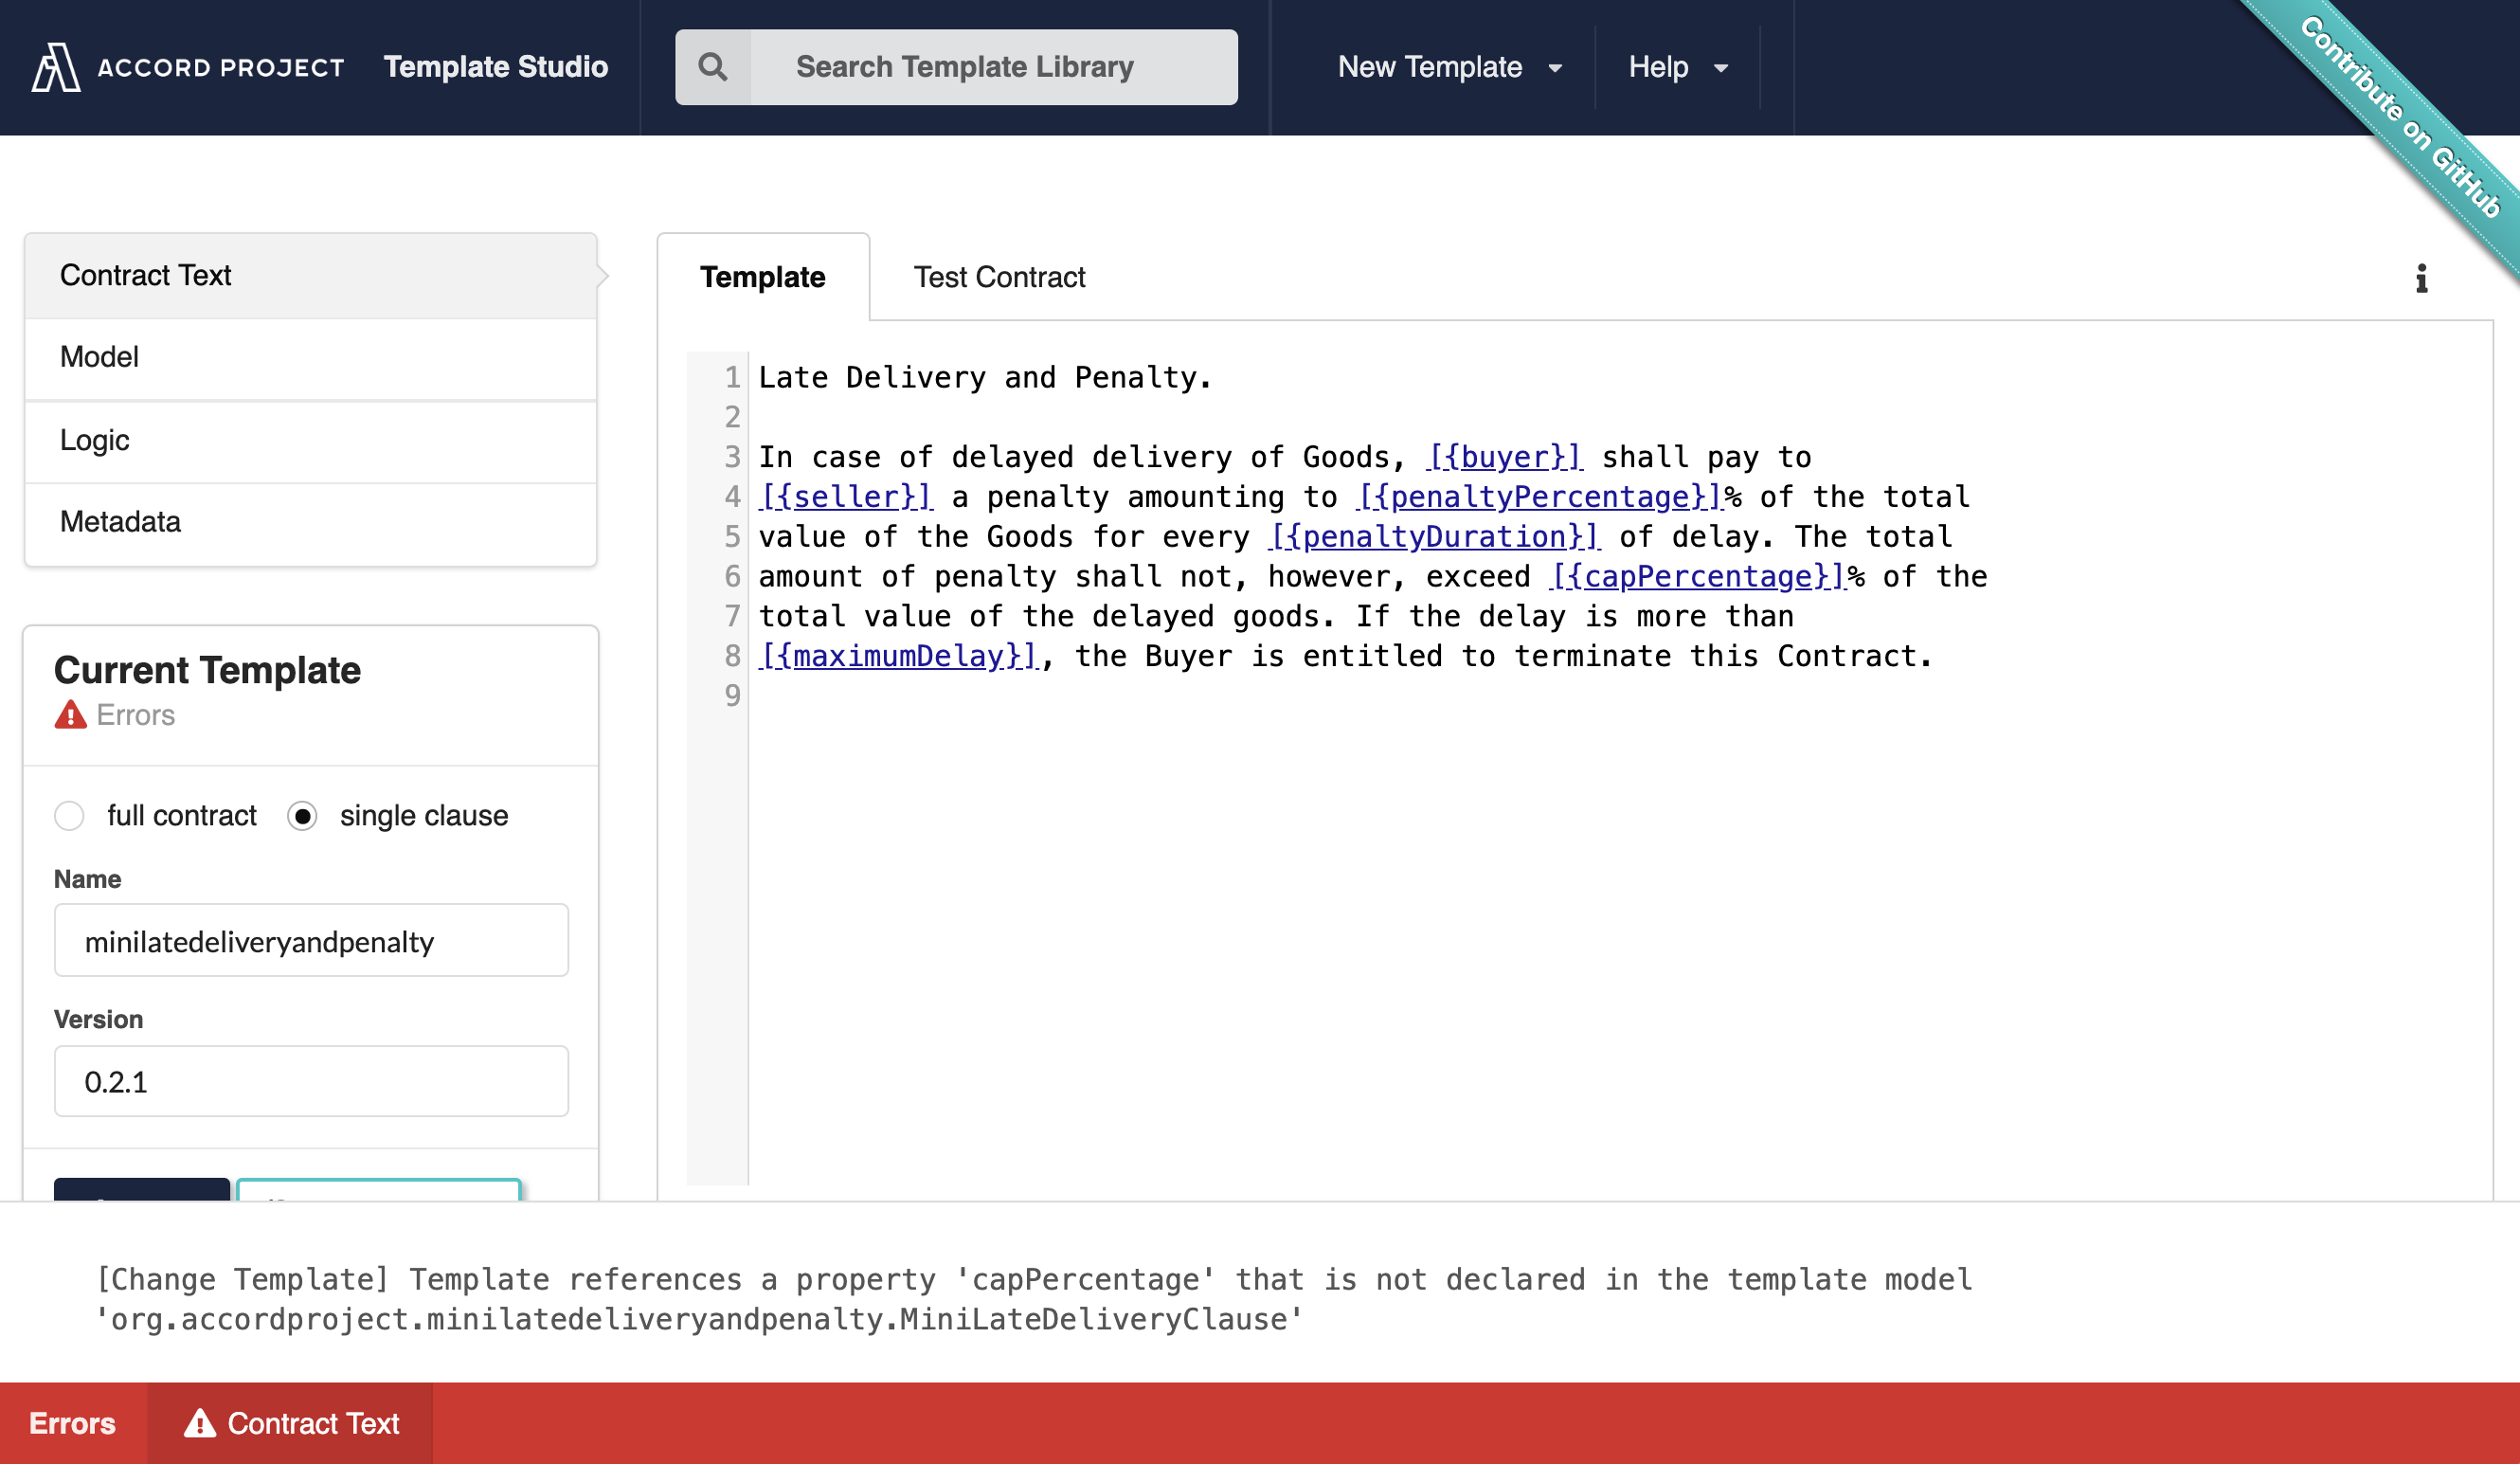 ACCORD PROJECT Template Studio Search Template Library New Template Help
Contribute on GitHub
Contract Text
Model
Logic
Metadata
Current Template
Errors
full contract single clause
Name
minilatedeliveryandpenalty
Version
0.2.1
Template Test Contract
1 Late Delivery and Penalty.
2
3 In case of delayed delivery of Goods, [{buyer}] shall pay to
4 [{seller}] a penalty amounting to [{penaltyPercentage}]% of the total
5 value of the Goods for every [{penaltyDuration}] of delay. The total
6 amount of penalty shall not, however, exceed [{capPercentage}]% of the
7 total value of the delayed goods. If the delay is more than
8 [{maximumDelay}], the Buyer is entitled to terminate this Contract.
9
[Change Template] Template references a property 'capPercentage' that is not declared in the template model
'org.accordproject.minilatedeliveryandpenalty.MiniLateDeliveryClause'
Errors Contract Text